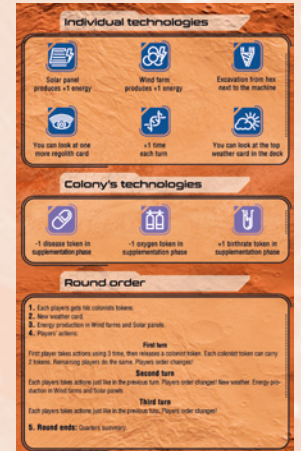 Individual technologies
Solar panel
produces +1 energy
Wind farm
produces +1 energy
Excavation from hex
next to the machine
You can look at one
more regolith card
+1 time
each turn
You can look at the top
weather card in the deck
Colony's technologies
-1 disease token in
supplementation phase
-1 oxygen token in
supplementation phase
+1 birthrate token in
supplementation phase
Round order
1. Each players gets his colonists tokens.
2. New weather card.
3. Energy production in Wind farms and Solar panels.
4. Players' actions:
First turn
First player takes actions using 3 time, then releases a colonist token. Each colonist token can carry
2 tokens. Remaining players do the same. Players order changes!
Second turn
Each players takes actions just like in the previous turn. Players order changes! New weather. Energy pro-
duction in Wind farms and Solar panels.
Third turn
Each players takes actions just like in the previous turn. Players order changes!
5. Round ends: Quarters summary.